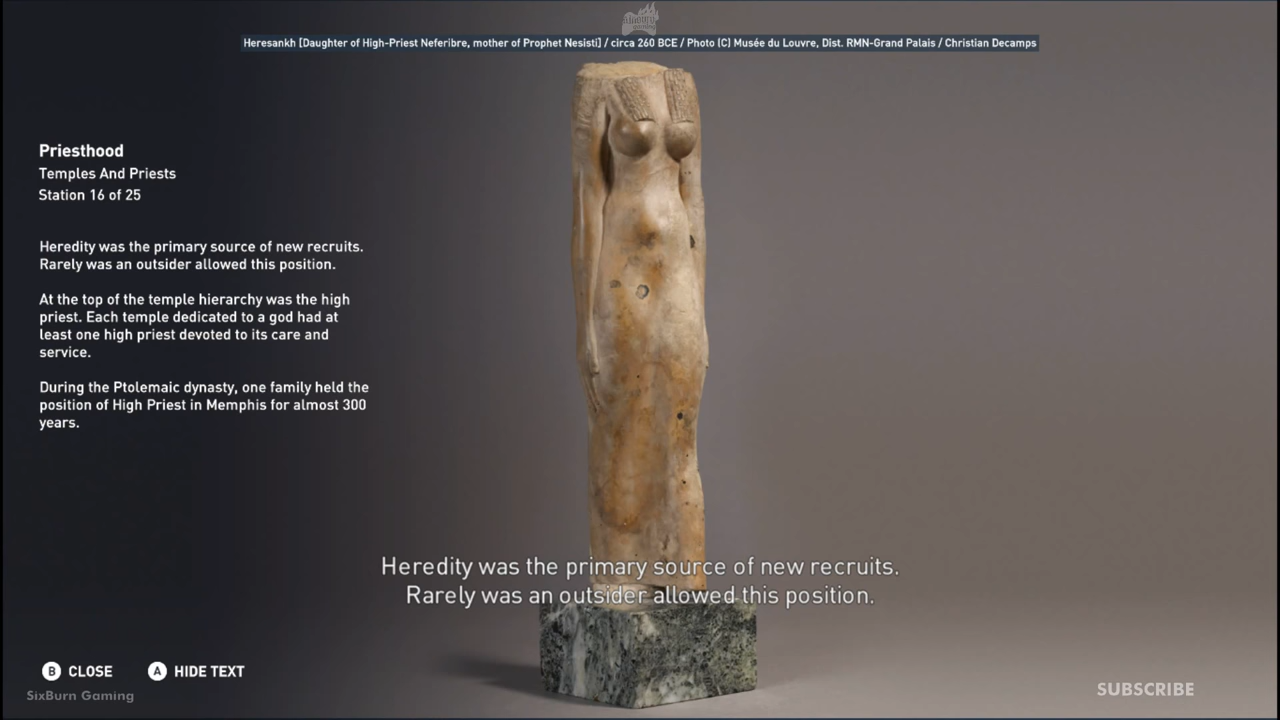 Almouru
gaming
Heresankh [Daughter of High-Priest Neferibre, mother of Prophet Nesisti] / circa 260 BCE / Photo (C) Musée du Louvre, Dist. RMN-Grand Palais / Christian Decamps
Priesthood
Temples And Priests
Station 16 of 25
Heredity was the primary source of new recruits.
Rarely was an outsider allowed this position.
At the top of the temple hierarchy was the high
priest. Each temple dedicated to a god had at
least one high priest devoted to its care and
service.
During the Ptolemaic dynasty, one family held the
position of High Priest in Memphis for almost 300
years.
Heredity was the primary source of new recruits.
Rarely was an outsider allowed this position.
B CLOSE A HIDE TEXT
SixBurn Gaming
SUBSCRIBE